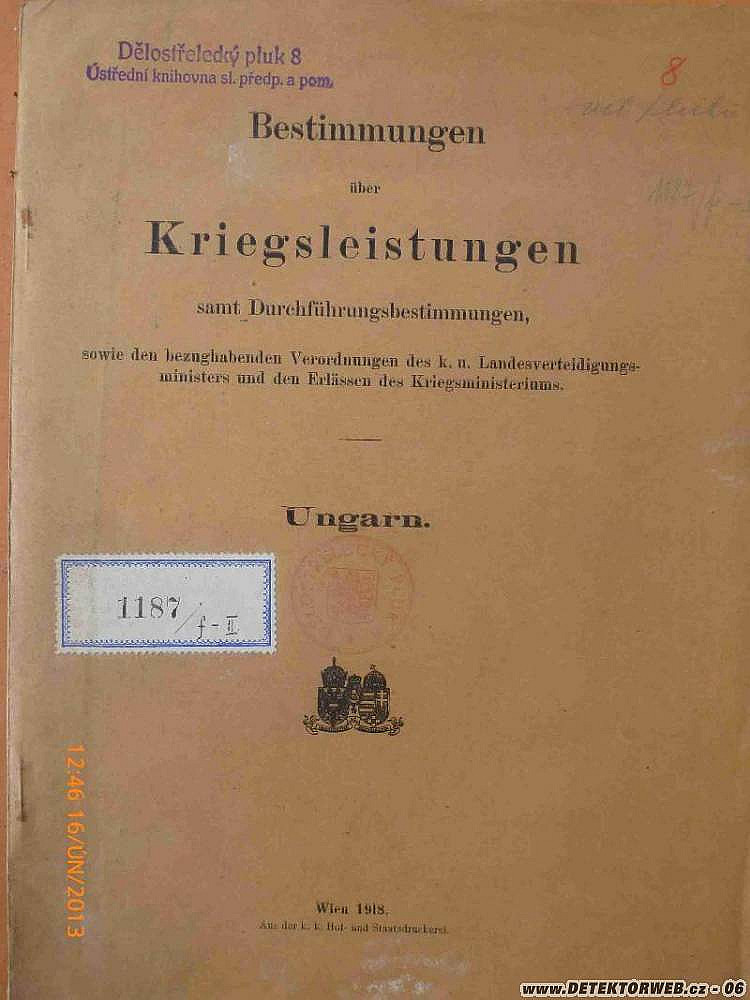 Dělostřelecký pluk 8
Ústřední knihovna sl. předp. a pom.
8
Bestimmungen
über
1187/f-
Kriegsleistungen
samt Durchführungsbestimmungen,
sowie den bezughabenden Verordnungen des k. u. Landesverteidigungs-
ministers und den Erlässen des Kriegsministeriums.
Ungarn.
1187/f-II
Wien 1918.
Aus der k. k. Hof- und Staatsdruckerei.
12:46 16/ÚN/2013
www.DETEKTORWEB.cz - 06